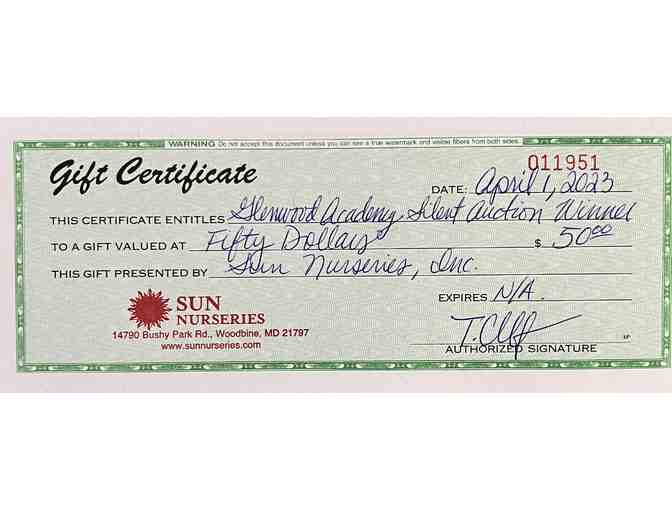 WARNING Do not accept this document unless you can see a true watermark and visible fibers from both sides.
Gift Certificate
011951
DATE: April 1, 2023
THIS CERTIFICATE ENTITLES Glenwood Academy Silent Auction Winner
TO A GIFT VALUED AT Fifty Dollars $ 50.00
THIS GIFT PRESENTED BY Sun Nurseries, Inc.
EXPIRES N/A.
SUN
NURSERIES
14790 Bushy Park Rd., Woodbine, MD 21797
www.sunnurseries.com
AUTHORIZED SIGNATURE